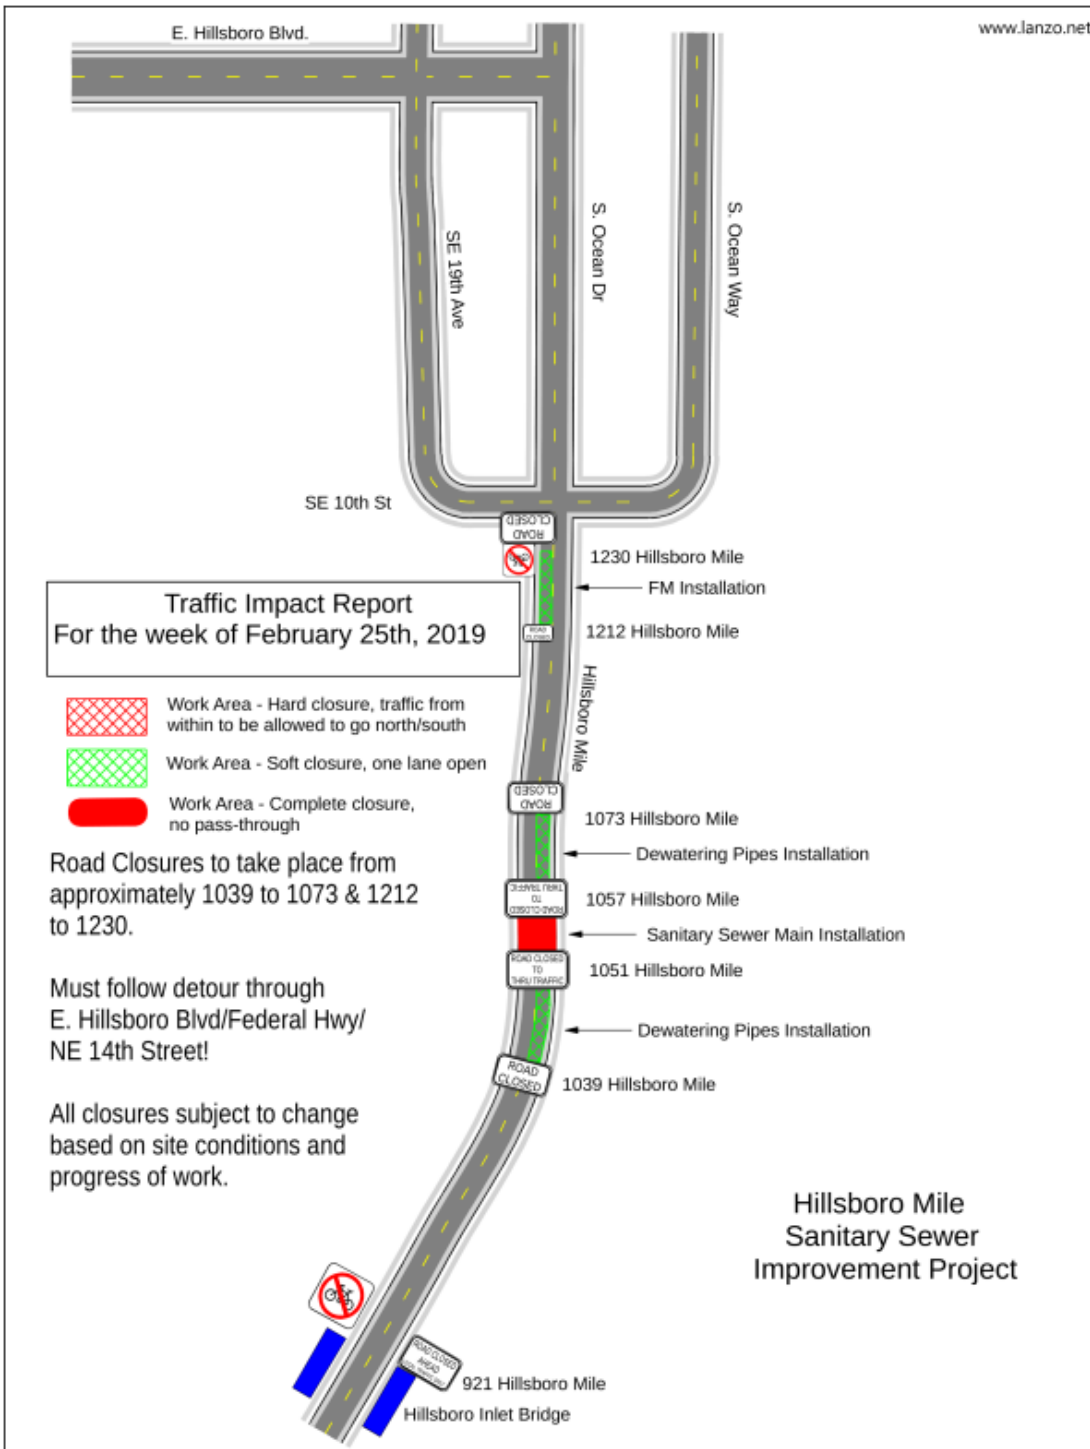 E. Hillsboro Blvd.
www.lanzo.net
SE 19th Ave
S. Ocean Dr
S. Ocean Way
SE 10th St
ROAD
CLOSED
1230 Hillsboro Mile
FM Installation
Traffic Impact Report
For the week of February 25th, 2019
ROAD
CLOSED
1212 Hillsboro Mile
Hillsboro Mile
Work Area - Hard closure, traffic from
within to be allowed to go north/south
Work Area - Soft closure, one lane open
Work Area - Complete closure,
no pass-through
ROAD
CLOSED
1073 Hillsboro Mile
Dewatering Pipes Installation
Road Closures to take place from
approximately 1039 to 1073 & 1212
to 1230.
ROAD CLOSED
TO
THRU TRAFFIC
1057 Hillsboro Mile
Sanitary Sewer Main Installation
ROAD CLOSED
TO
THRU TRAFFIC
1051 Hillsboro Mile
Must follow detour through
E. Hillsboro Blvd/Federal Hwy/
NE 14th Street!
Dewatering Pipes Installation
ROAD
CLOSED
1039 Hillsboro Mile
All closures subject to change
based on site conditions and
progress of work.
Hillsboro Mile
Sanitary Sewer
Improvement Project
ROAD CLOSED
AHEAD
921 Hillsboro Mile
Hillsboro Inlet Bridge